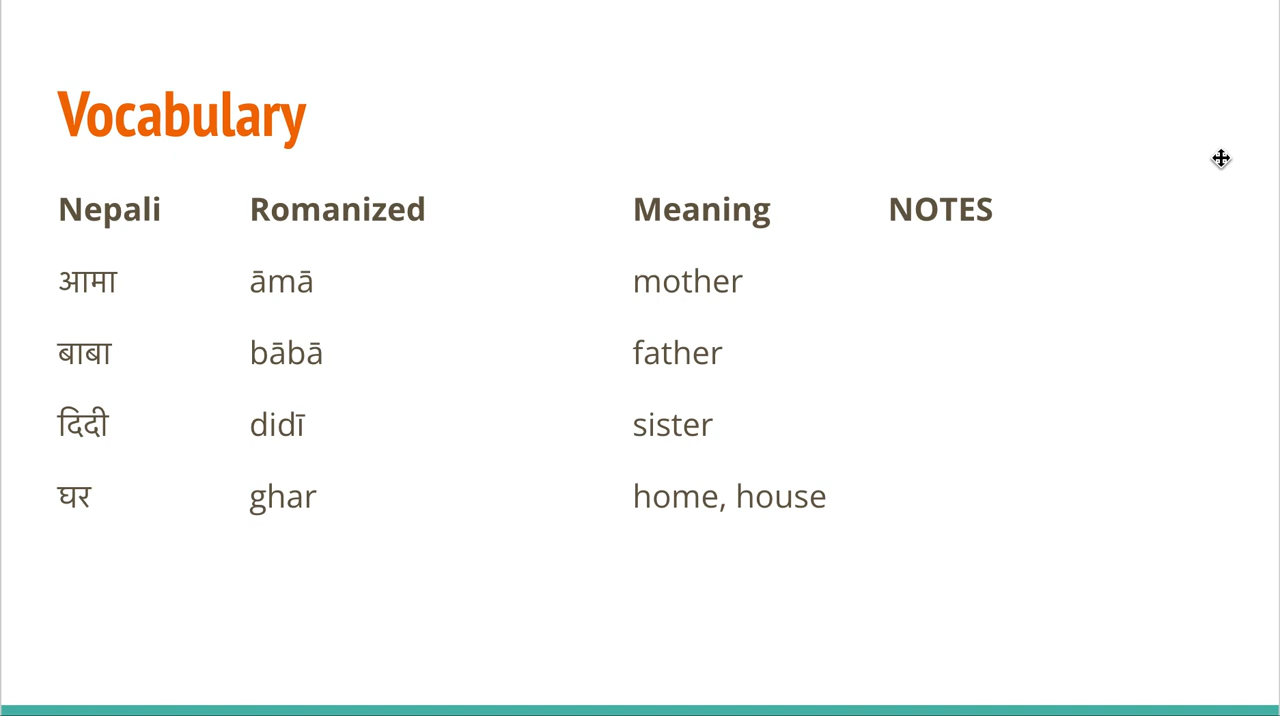 Vocabulary
Nepali Romanized Meaning NOTES
आमा āmā mother
बाबा bābā father
दिदी didī sister
घर ghar home, house